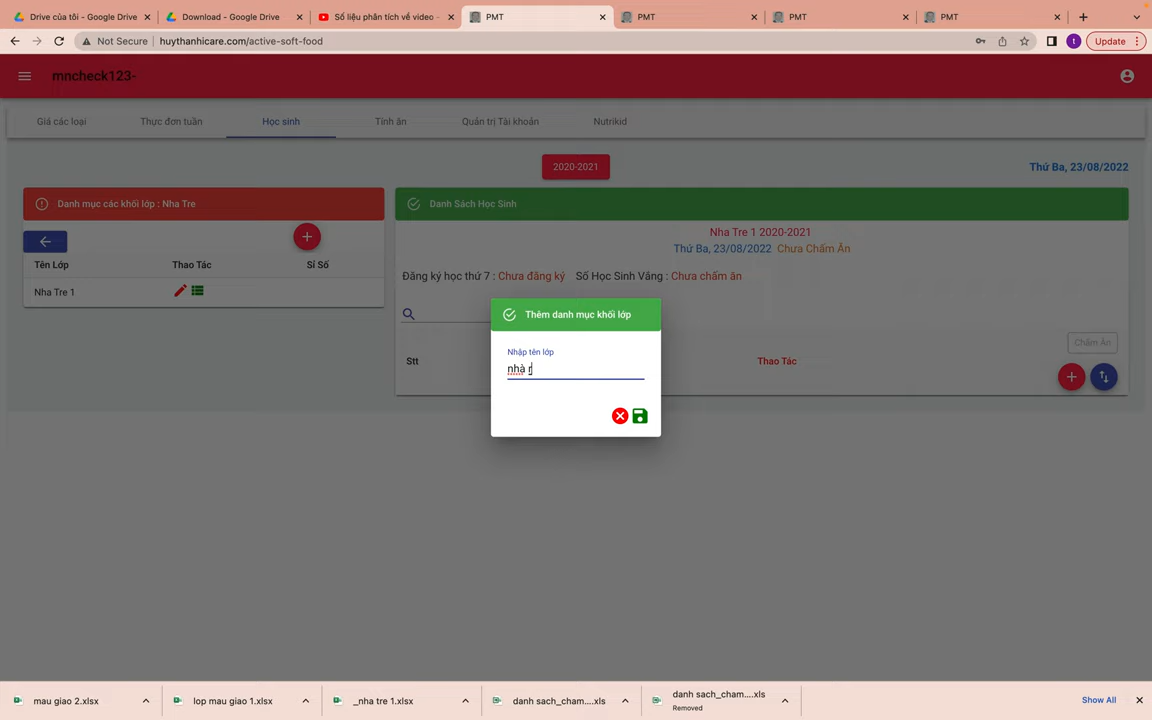 Drive của tôi - Google Drive
Download - Google Drive
Số liệu phân tích về video -
PMT
PMT
PMT
PMT
Not Secure
huythanhicare.com/active-soft-food
t
Update
mncheck123-
Giá các loại
Thực đơn tuần
Học sinh
Tính ăn
Quản trị Tài khoản
Nutrikid
2020-2021
Thứ Ba, 23/08/2022
Danh mục các khối lớp : Nha Tre
Danh Sách Học Sinh
Nha Tre 1 2020-2021
Thứ Ba, 23/08/2022 Chưa Chấm Ăn
Tên Lớp
Thao Tác
Sí Số
Đăng ký học thứ 7 : Chưa đăng ký Số Học Sinh Vắng : Chưa chấm ăn
Nha Tre 1
Thêm danh mục khối lớp
Chấm Ăn
Nhập tên lớp
Stt
Thao Tác
nhà r
mau giao 2.xlsx
lop mau giao 1.xlsx
_nha tre 1.xlsx
danh sach_cham....xls
danh sach_cham....xls
Removed
Show All